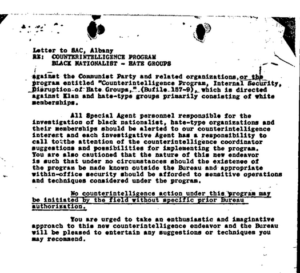 Letter to SAC, Albany
RE: COUNTERINTELLIGENCE PROGRAM
BLACK NATIONALIST - HATE GROUPS
against the Communist Party and related organizations, or the
program entitled "Counterintelligence Program, Internal Security,
Disruption of Hate Groups," (Bufile 157-9), which is directed
against Klan and hate-type groups primarily consisting of white
memberships.
All Special Agent personnel responsible for the
investigation of black nationalist, hate-type organizations and
their memberships should be alerted to our counterintelligence
interest and each investigative Agent has a responsibility to
call to the attention of the counterintelligence coordinator
suggestions and possibilities for implementing the program.
You are also cautioned that the nature of this new endeavor
is such that under no circumstances should the existence of
the program be made known outside the Bureau and appropriate
within-office security should be afforded to sensitive operations
and techniques considered under the program.
No counterintelligence action under this program may
be initiated by the field without specific prior Bureau
authorization.
You are urged to take an enthusiastic and imaginative
approach to this new counterintelligence endeavor and the Bureau
will be pleased to entertain any suggestions or techniques you
may recommend.